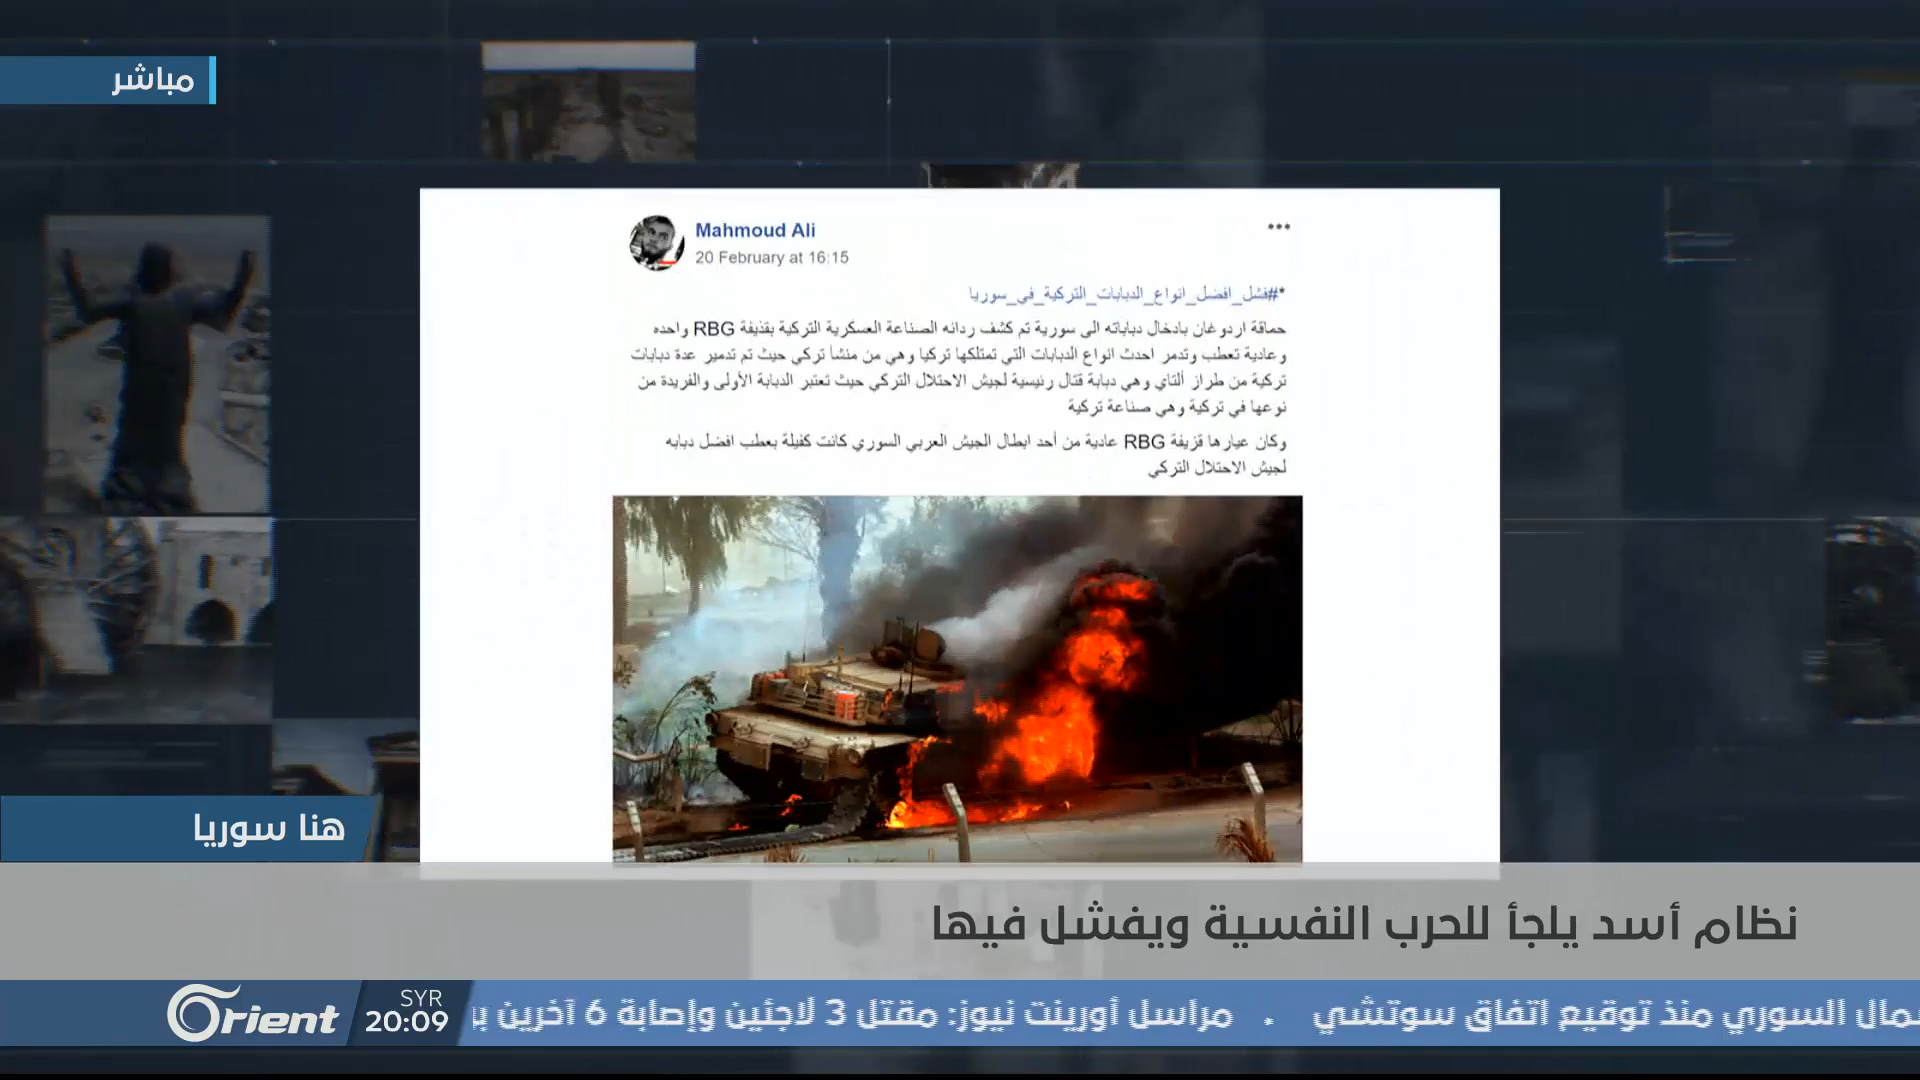 مباشر
Mahmoud Ali
20 February at 16:15
*#فشل_افضل_انواع_الدبابات_التركية_في_سوريا
حماقة اردوغان بادخال دباباته الى سورية تم كشف ردائه الصناعة العسكرية التركية بقذيفة RBG واحده
وعادية تعطب وتدمر احدث انواع الدبابات التي تمتلكها تركيا وهي من منشأ تركي حيث تم تدمير عدة دبابات
تركية من طراز ألتاي وهي دبابة قتال رئيسية لجيش الاحتلال التركي حيث تعتبر الدبابة الأولى والفريدة من
نوعها في تركية وهي صناعة تركية
وكان عيارها قزيفة RBG عادية من أحد ابطال الجيش العربي السوري كانت كفيلة بعطب افضل دبابه
لجيش الاحتلال التركي
هنا سوريا
نظام أسد يلجأ للحرب النفسية ويفشل فيها
مال السوري منذ توقيع اتفاق سوتشي . مراسل أورينت نيوز: مقتل 3 لاجئين وإصابة 6 آخرين
SYR
20:09
Orient